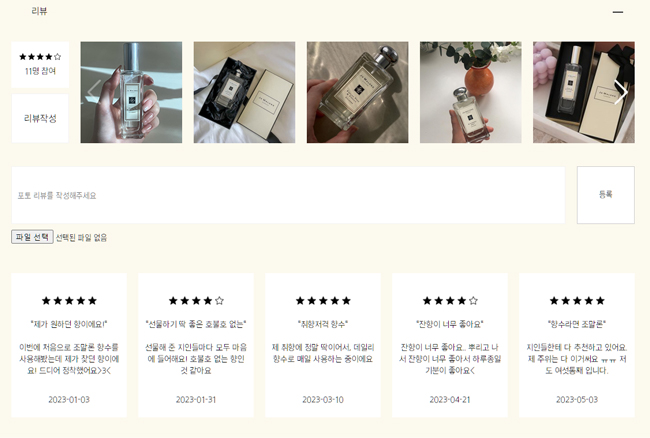 리뷰
★★★★☆
11명 참여
리뷰작성
포토 리뷰를 작성해주세요
등록
파일 선택 선택된 파일 없음
★★★★★
"제가 원하던 향이에요!"
이번에 처음으로 조말론 향수를
사용해봤는데 제가 찾던 향이에
요! 드디어 정착했어요>3<
2023-01-03
★★★★☆
"선물하기 딱 좋은 호불호 없는"
선물해 준 지인들마다 모두 마음
에 들어해요! 호불호 없는 향인
것 같아요
2023-01-31
★★★★★
"취향저격 향수"
제 취향에 정말 딱이어서, 데일리
향수로 매일 사용하는 중이에요
2023-03-10
★★★★☆
"잔향이 너무 좋아요"
잔향이 너무 좋아요.. 뿌리고 나
서 잔향이 너무 좋아서 하루종일
기분이 좋아요<
2023-04-21
★★★★★
"향수라면 조말론"
지인들한테 다 추천하고 있어요.
제 주위는 다 이거써요 ㅠㅠ 저
도 여섯통째 입니다.
2023-05-03